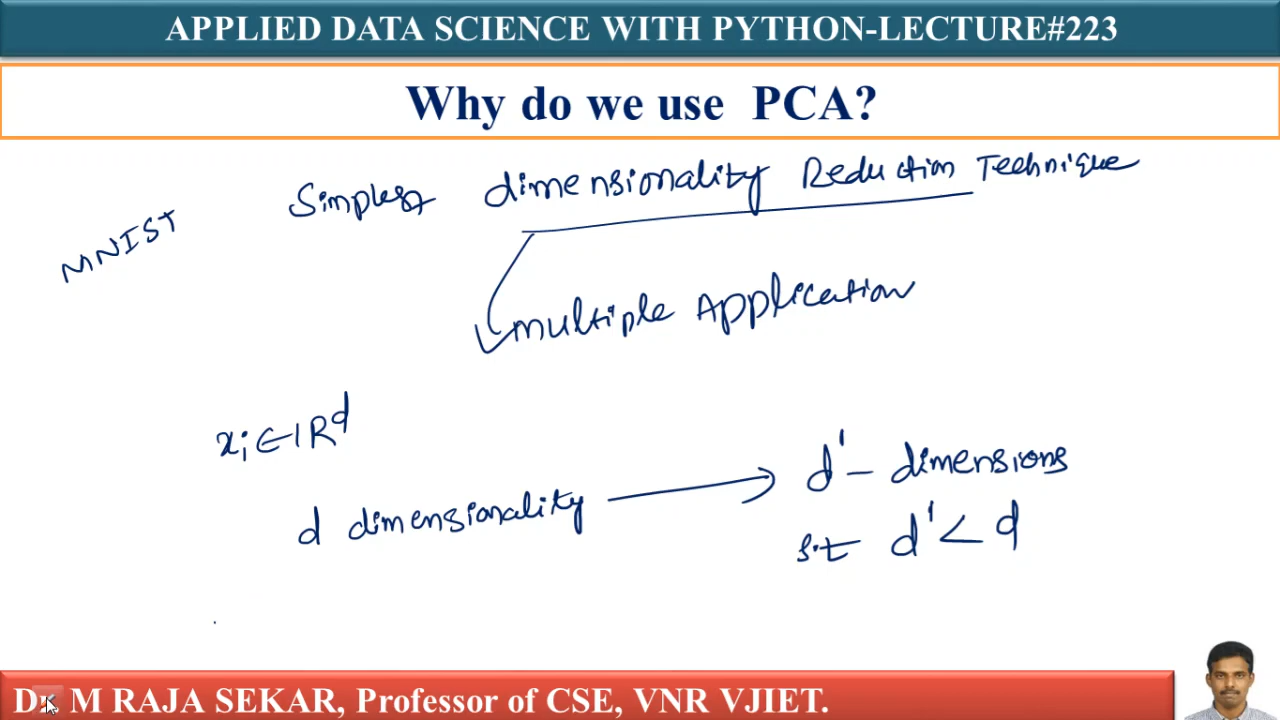 APPLIED DATA SCIENCE WITH PYTHON-LECTURE#223
Why do we use PCA?
Simplest dimensionality Reduction Technique
MNIST
multiple Application
xi ∈ IR^d
d dimensionality → d' - dimensions
s.t d' < d
Dr. M RAJA SEKAR, Professor of CSE, VNR VJIET.